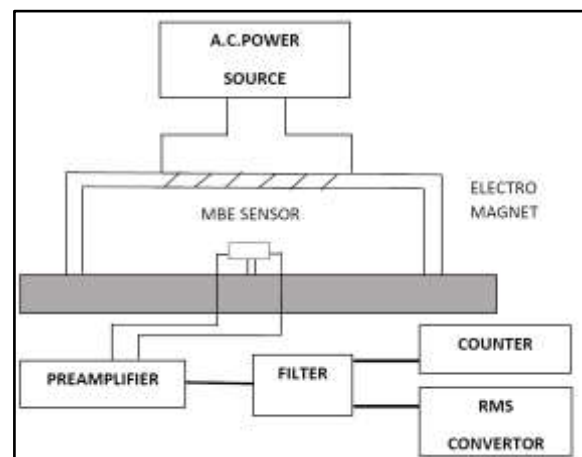 A.C.POWER
SOURCE
ELECTRO
MAGNET
MBE SENSOR
COUNTER
PREAMPLIFIER
FILTER
RMS
CONVERTOR